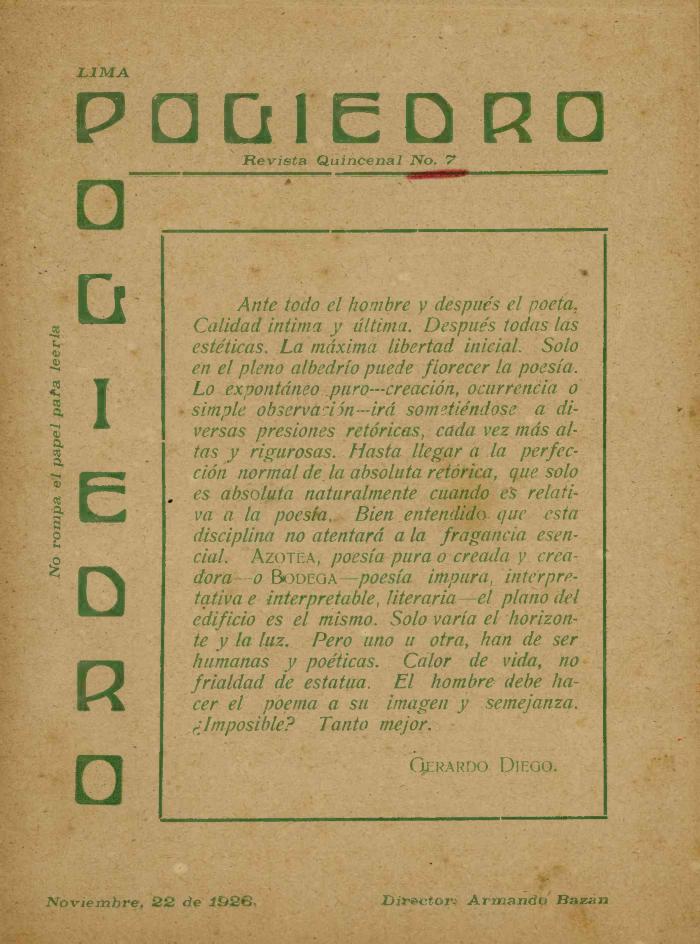 LIMA
POLIEDRO
Revista Quincenal No. 7
O
L
I
E
D
R
O
No rompa el papel para leerla
Ante todo el hombre y después el poeta,
Calidad intima y última. Después todas las
estéticas. La máxima libertad inicial. Solo
en el pleno albedrío puede florecer la poesía.
Lo expontáneo puro---creación, ocurrencia o
simple observación--irá sometiéndose a di-
versas presiones retóricas, cada vez más al-
tas y rigurosas. Hasta llegar a la perfec-
ción normal de la absoluta retórica, que solo
es absoluta naturalmente cuando es relati-
va a la poesía. Bien entendido que esta
disciplina no atentará a la fragancia esen-
cial. AZOTEA, poesía pura o creada y crea-
dora—o BODEGA—poesía impura, interpre-
tativa e interpretable, literaria—el plano del
edificio es el mismo. Solo varía el horizon-
te y la luz. Pero uno u otra, han de ser
humanas y poéticas. Calor de vida, no
frialdad de estatua. El hombre debe ha-
cer el poema a su imagen y semejanza.
¿Imposible? Tanto mejor.
GERARDO DIEGO.
Noviembre, 22 de 1926.
Director: Armando Bazan